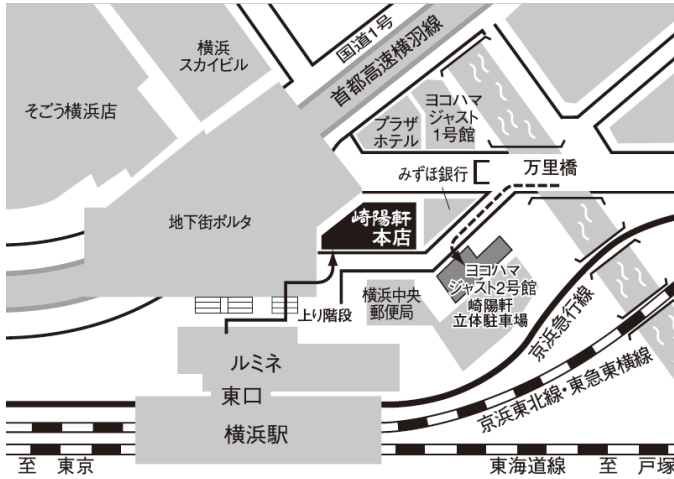 国道1号
首都高速横羽線
横浜
スカイビル
そごう横浜店
ヨコハマ
ジャスト
1号館
プラザ
ホテル
みずほ銀行
万里橋
地下街ポルタ
崎陽軒
本店
ヨコハマ
ジャスト2号館
崎陽軒
立体駐車場
横浜中央
郵便局
上り階段
京浜急行線
ルミネ
東口
横浜駅
京浜東北線・東急東横線
至 東京
東海道線
至 戸塚